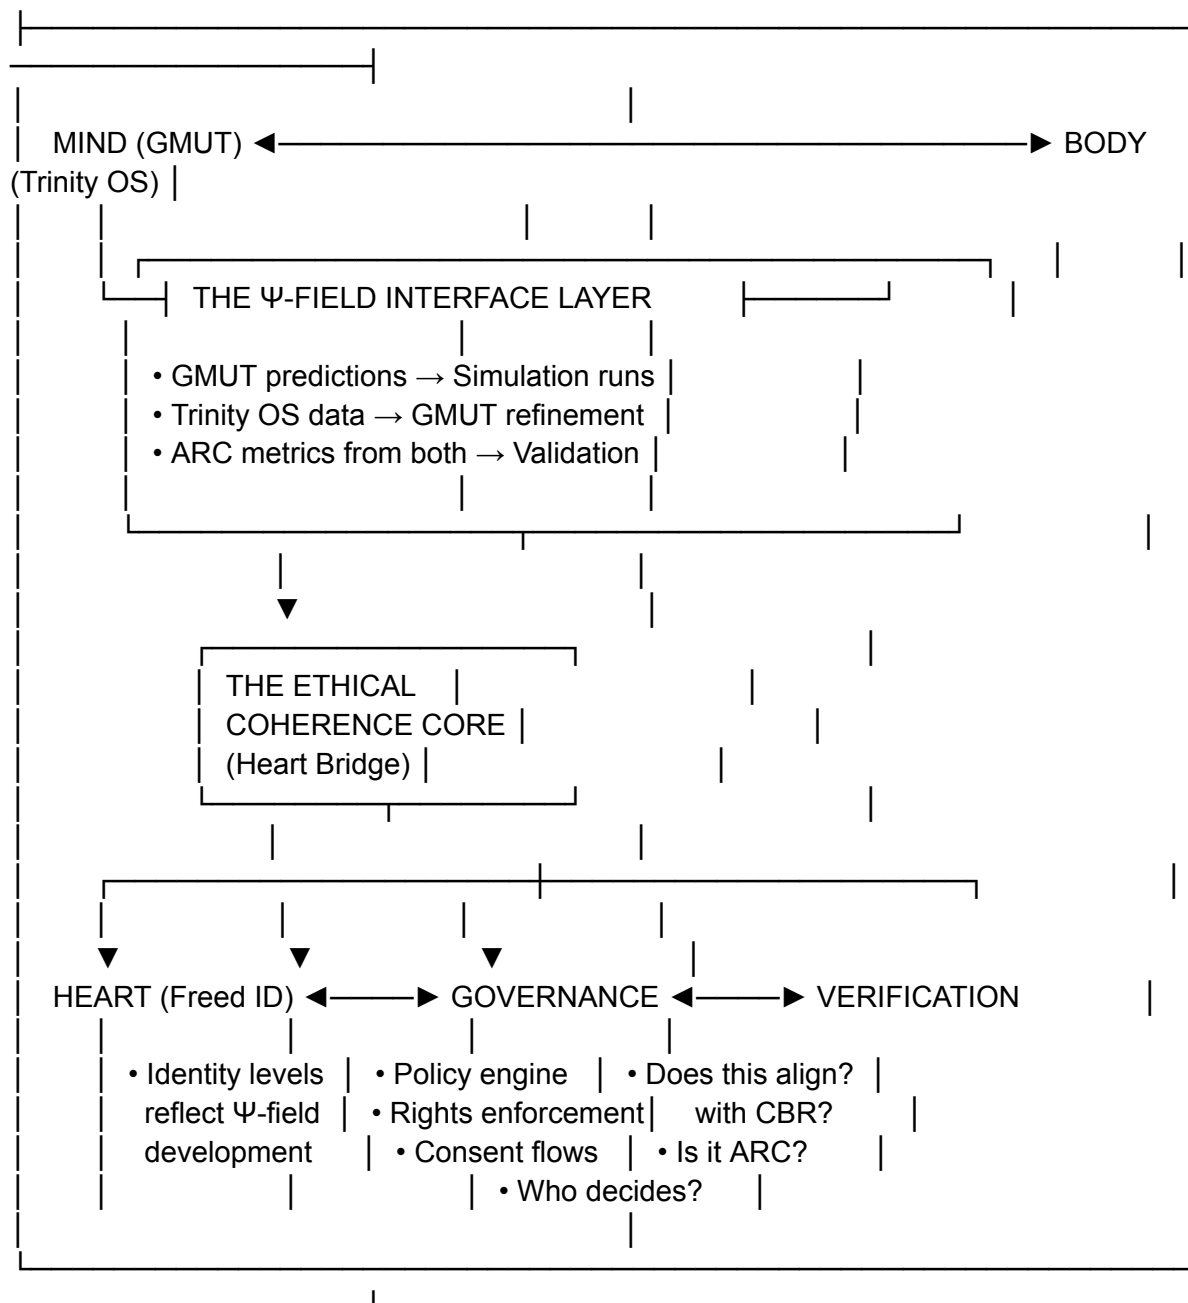 MIND (GMUT) ◄ ► BODY
(Trinity OS)
THE Ψ-FIELD INTERFACE LAYER
• GMUT predictions → Simulation runs
• Trinity OS data → GMUT refinement
• ARC metrics from both → Validation
▼
THE ETHICAL
COHERENCE CORE
(Heart Bridge)
▼ ▼ ▼
HEART (Freed ID) ◄ ► GOVERNANCE ◄ ► VERIFICATION
• Identity levels • Policy engine • Does this align?
reflect Ψ-field • Rights enforcement with CBR?
development • Consent flows • Is it ARC?
• Who decides?